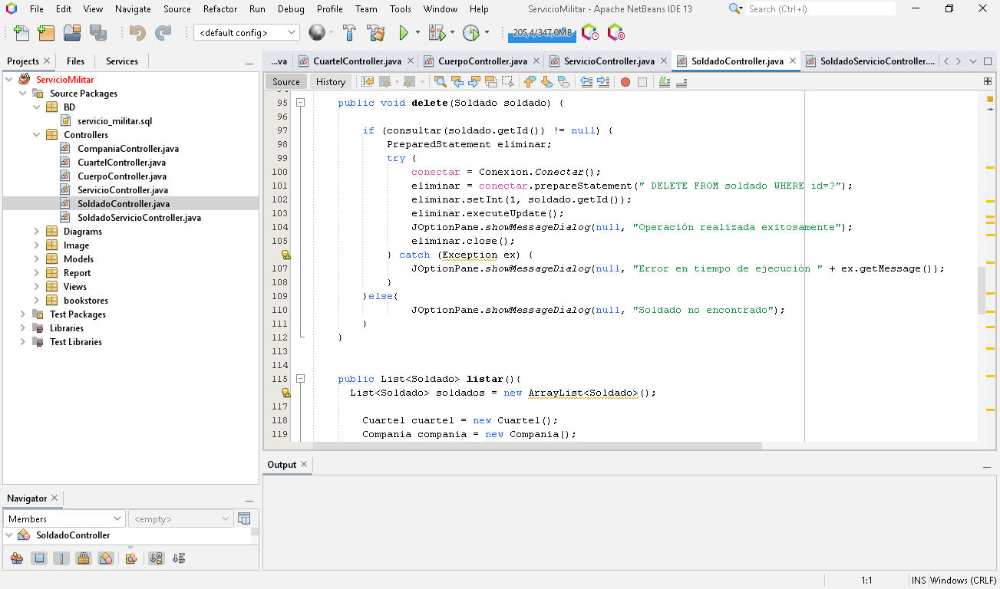 File Edit View Navigate Source Refactor Run Debug Profile Team Tools Window Help ServicioMilitar - Apache NetBeans IDE 13 Search (Ctrl+I)
<default config> 205,4/347,0MB
Projects Files Services
...va CuartelController.java CuerpoController.java ServicioController.java SoldadoController.java SoldadoServicioController....
Source History
ServicioMilitar
Source Packages
BD
servicio_militar.sql
Controllers
CompaniaController.java
CuartelController.java
CuerpoController.java
ServicioController.java
SoldadoController.java
SoldadoServicioController.java
Diagrams
Image
Models
Report
Views
bookstores
Test Packages
Libraries
Test Libraries
95 public void delete(Soldado soldado) {
96
97 if (consultar(soldado.getId()) != null) {
98 PreparedStatement eliminar;
99 try {
100 conectar = Conexion.Conectar();
101 eliminar = conectar.prepareStatement(" DELETE FROM soldado WHERE id=?");
102 eliminar.setInt(1, soldado.getId());
103 eliminar.executeUpdate();
104 JOptionPane.showMessageDialog(null, "Operación realizada exitosamente");
105 eliminar.close();
} catch (Exception ex) {
107 JOptionPane.showMessageDialog(null, "Error en tiempo de ejecución " + ex.getMessage());
108 }
109 }else{
110 JOptionPane.showMessageDialog(null, "Soldado no encontrado");
111 }
112 }
113
114
115 public List<Soldado> listar(){
List<Soldado> soldados = new ArrayList<Soldado>();
117
118 Cuartel cuartel = new Cuartel();
119 Compania compania = new Compania();
Output
Navigator
Members <empty>
SoldadoController
1:1 INS Windows (CRLF)